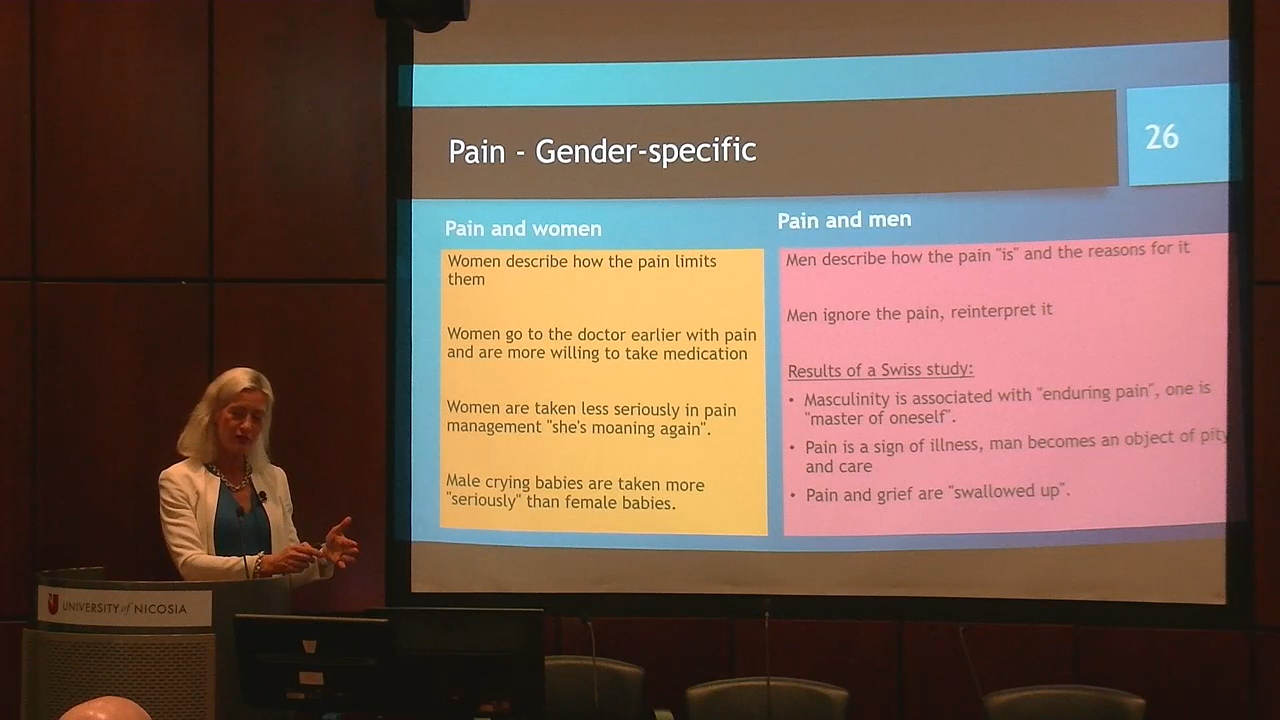 Pain - Gender-specific
26
Pain and women
Women describe how the pain limits
them
Women go to the doctor earlier with pain
and are more willing to take medication
Women are taken less seriously in pain
management "she's moaning again".
Male crying babies are taken more
"seriously" than female babies.
Pain and men
Men describe how the pain "is" and the reasons for it
Men ignore the pain, reinterpret it
Results of a Swiss study:
• Masculinity is associated with "enduring pain", one is
"master of oneself".
• Pain is a sign of illness, man becomes an object of pity
and care
• Pain and grief are "swallowed up".
UNIVERSITY of NICOSIA